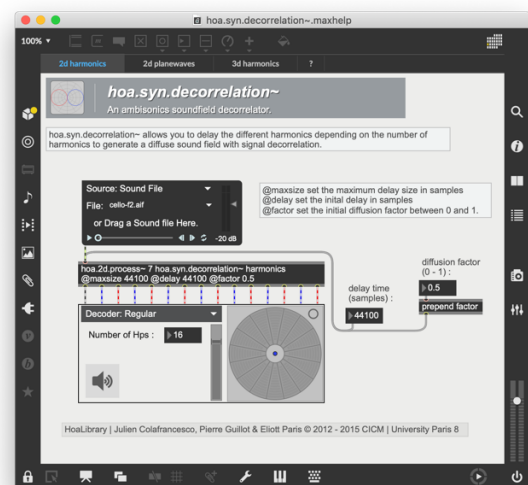 hoa.syn.decorrelation~.maxhelp
100%
2d harmonics
2d planewaves
3d harmonics
?
hoa.syn.decorrelation~
An ambisonics soundfield decorrelator.
hoa.syn.decorrelation~ allows you to delay the different harmonics depending on the number of
harmonics to generate a diffuse sound field with signal decorrelation.
Source: Sound File
File: cello-f2.aif
or Drag a Sound file Here.
-20 dB
@maxsize set the maximum delay size in samples
@delay set the inital delay in samples
@factor set the initial diffusion factor between 0 and 1.
hoa.2d.process~ 7 hoa.syn.decorrelation~ harmonics
@maxsize 44100 @delay 44100 @factor 0.5
diffusion factor
(0 - 1) :
0.5
prepend factor
delay time
(samples) :
44100
Decoder: Regular
Number of Hps : 16
HoaLibrary | Julien Colafrancesco, Pierre Guillot & Eliott Paris © 2012 - 2015 CICM | University Paris 8